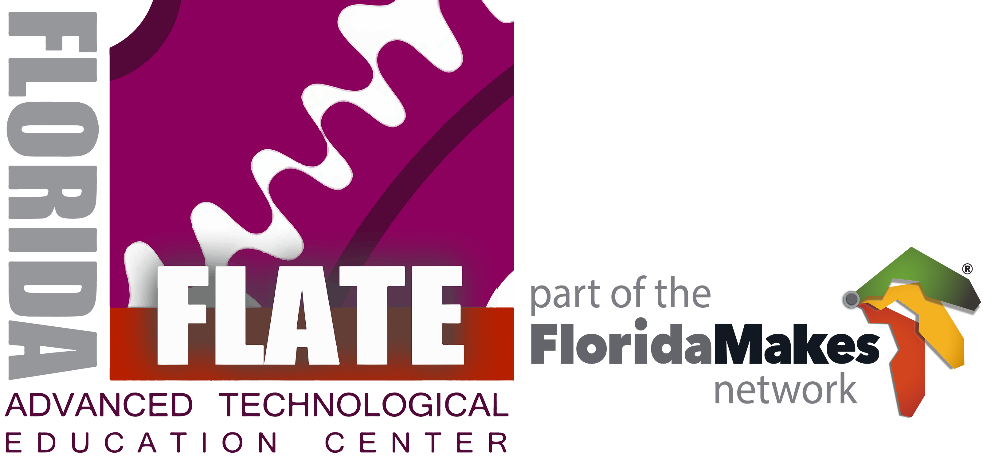 FLORIDA
FLATE
ADVANCED TECHNOLOGICAL
EDUCATION CENTER
part of the
FloridaMakes
network
®